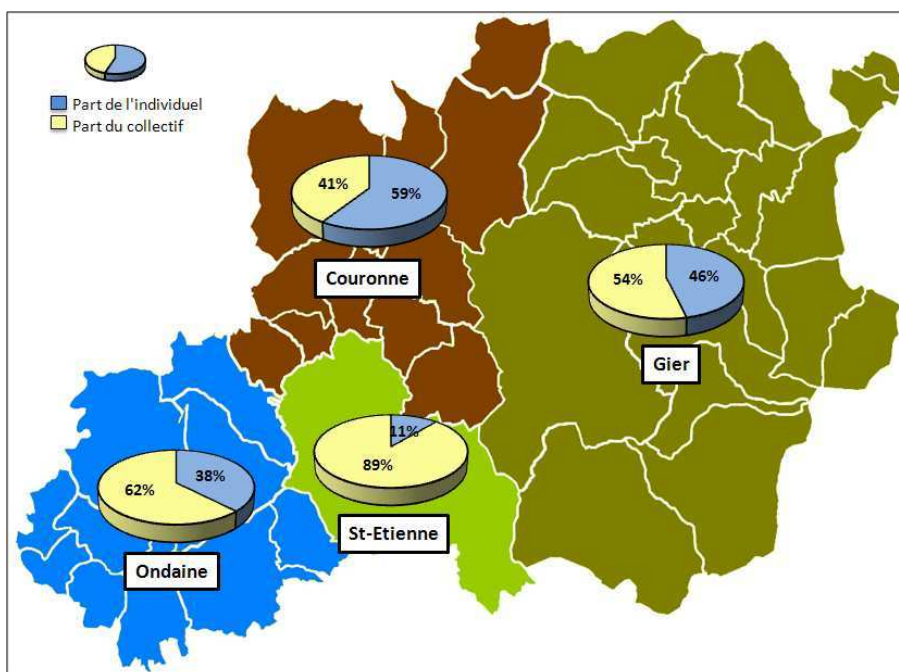 Part de l'individuel
Part du collectif
41%
59%
Couronne
54%
46%
Gier
11%
89%
St-Etienne
62%
38%
Ondaine